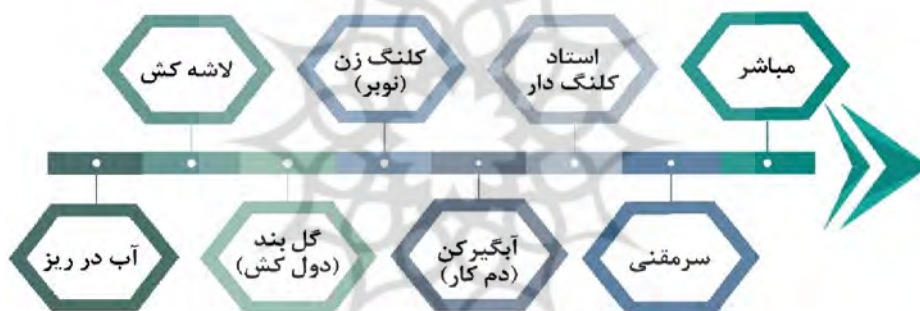 مباشر
استاد
کلنگ دار
کلنگ زن
(نوبر)
لاشه کش
سرمقنی
آبگیرکن
(دم کار)
گل بند
(دول کش)
آب در ریز